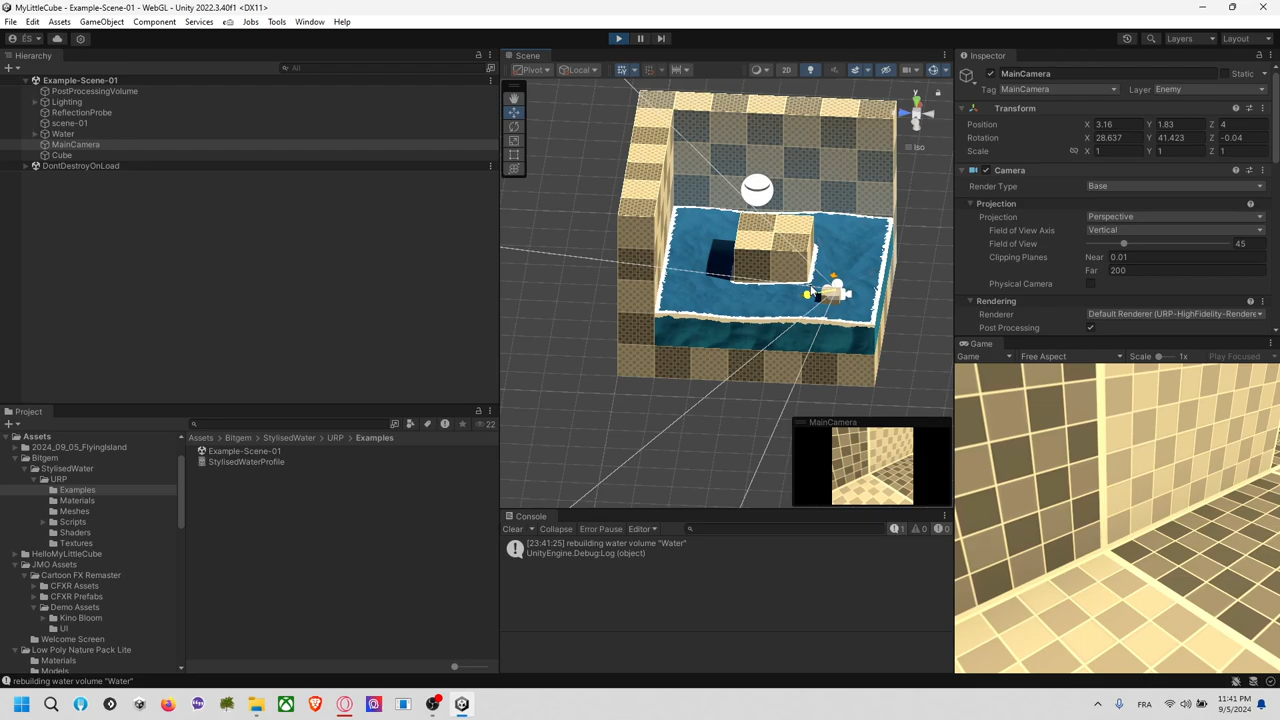 MyLittleCube - Example-Scene-01 - WebGL - Unity 2022.3.40f1 <DX11>
File Edit Assets GameObject Component Services Jobs Tools Window Help
ÉS Layers Layout
Hierarchy
All
Example-Scene-01
PostProcessingVolume
Lighting
ReflectionProbe
scene-01
Water
MainCamera
Cube
DontDestroyOnLoad
Scene
Pivot Local 2D
y
Iso
MainCamera
Inspector
MainCamera Static
Tag MainCamera Layer Enemy
Transform
Position X 3.16 Y 1.83 Z 4
Rotation X 28.637 Y 41.423 Z -0.04
Scale X 1 Y 1 Z 1
Camera
Render Type Base
Projection
Projection Perspective
Field of View Axis Vertical
Field of View 45
Clipping Planes Near 0.01
Far 200
Physical Camera
Rendering
Renderer Default Renderer (URP-HighFidelity-Rendere
Post Processing
Game
Game Free Aspect Scale 1x Play Focused
Project
22
Assets
2024_09_05_FlyingIsland
Bitgem
StylisedWater
URP
Examples
Materials
Meshes
Scripts
Shaders
Textures
HelloMyLittleCube
JMO Assets
Cartoon FX Remaster
CFXR Assets
CFXR Prefabs
Demo Assets
Kino Bloom
UI
Welcome Screen
Low Poly Nature Pack Lite
Materials
Models
Assets > Bitgem > StylisedWater > URP > Examples
Example-Scene-01
StylisedWaterProfile
Console
Clear Collapse Error Pause Editor 1 0 0
[23:41:25] rebuilding water volume "Water"
UnityEngine.Debug:Log (object)
rebuilding water volume "Water"
FRA 11:41 PM
9/5/2024